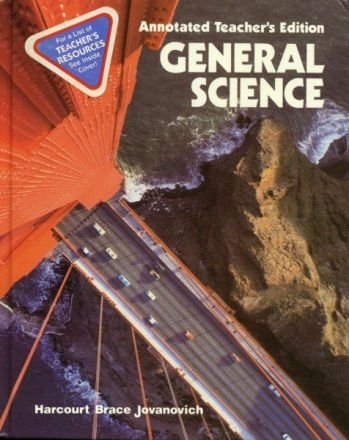 Annotated Teacher's Edition
GENERAL
SCIENCE
For a List of
TEACHER'S
RESOURCES
See Inside
Cover!
Harcourt Brace Jovanovich